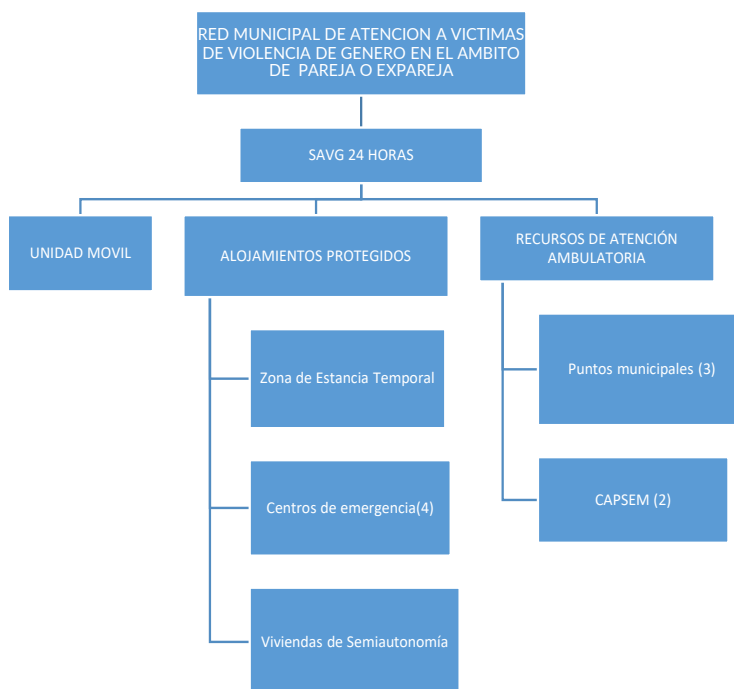 RED MUNICIPAL DE ATENCION A VICTIMAS
DE VIOLENCIA DE GENERO EN EL AMBITO
DE PAREJA O EXPAREJA
SAVG 24 HORAS
UNIDAD MOVIL
ALOJAMIENTOS PROTEGIDOS
RECURSOS DE ATENCIÓN
AMBULATORIA
Zona de Estancia Temporal
Puntos municipales (3)
Centros de emergencia(4)
CAPSEM (2)
Viviendas de Semiautonomía